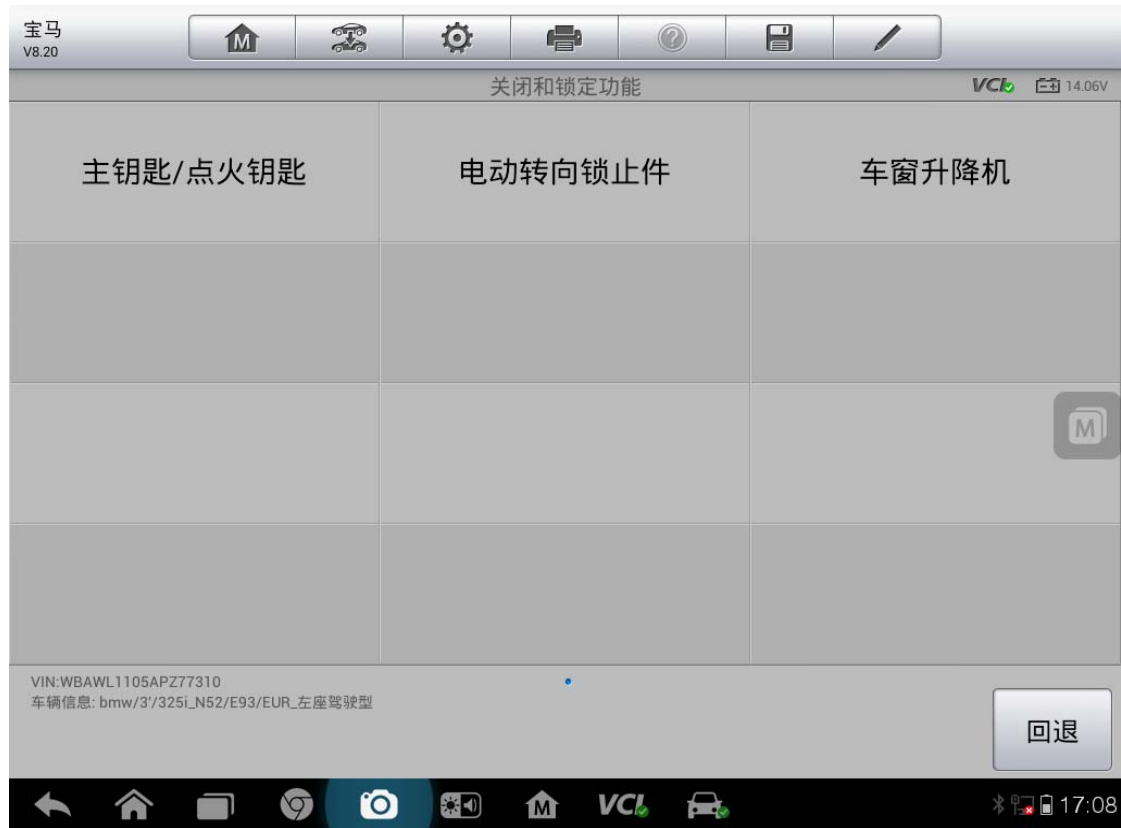 宝马
V8.20
M
关闭和锁定功能
VCI
14.06V
主钥匙/点火钥匙
电动转向锁止件
车窗升降机
M
VIN:WBAWL1105APZ77310
车辆信息: bmw/3'/325i_N52/E93/EUR_左座驾驶型
回退
M
VCI
17:08